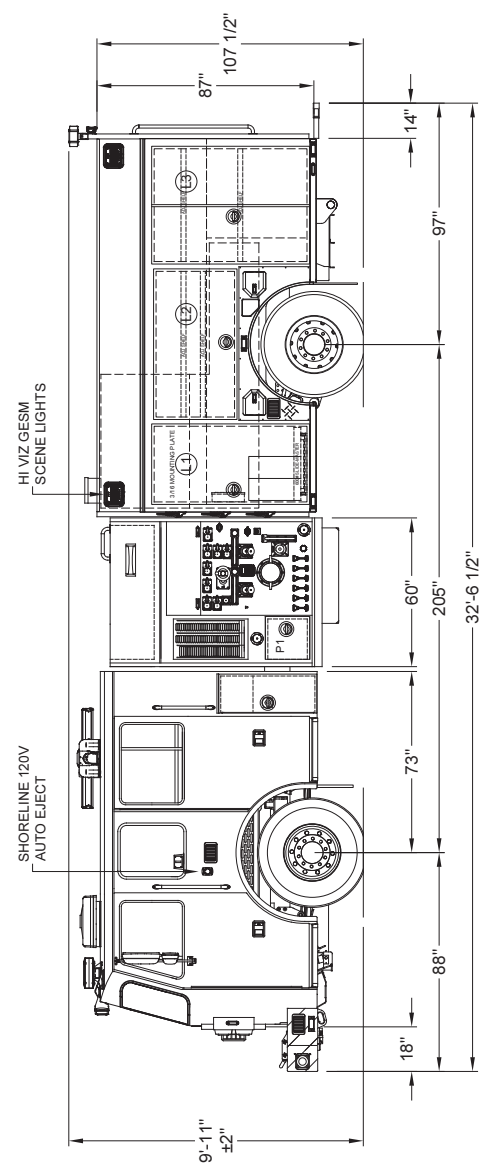 HI VIZ GESM
SCENE LIGHTS
SHORELINE 120V
AUTO EJECT
87"
107 1/2"
9'-11"
±2"
L1
L2
L3
3/16 MOUNTING PLATE
P1
14"
97"
60"
205"
73"
88"
18"
32'-6 1/2"